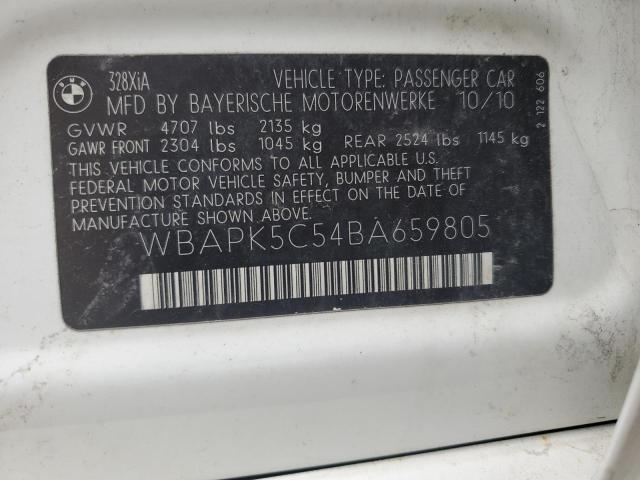 BMW
328XiA VEHICLE TYPE: PASSENGER CAR
MFD BY BAYERISCHE MOTORENWERKE 10/10
GVWR 4707 lbs 2135 kg
GAWR FRONT 2304 lbs 1045 kg REAR 2524 lbs 1145 kg
THIS VEHICLE CONFORMS TO ALL APPLICABLE U.S.
FEDERAL MOTOR VEHICLE SAFETY, BUMPER AND THEFT
PREVENTION STANDARDS IN EFFECT ON THE DATE OF
MANUFACTURE SHOWN ABOVE.
WBAPK5C54BA659805
2 122 606